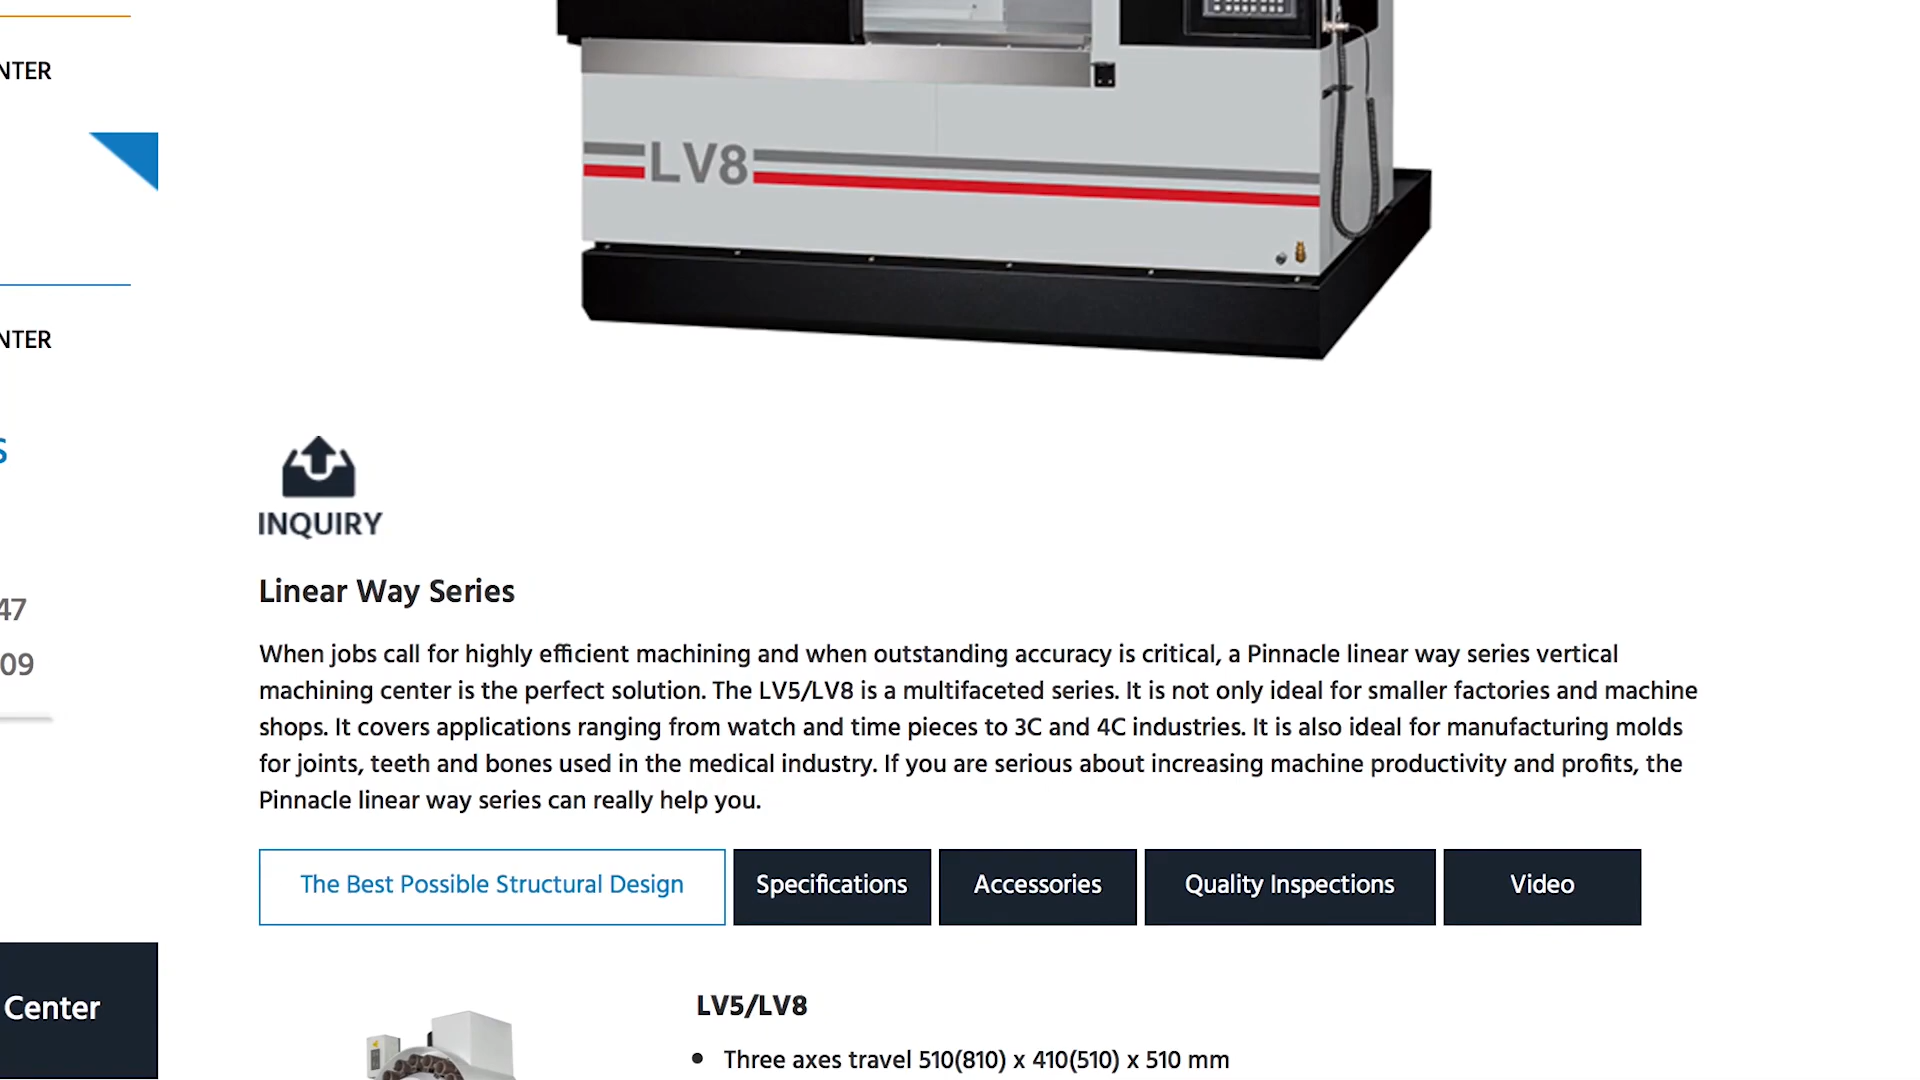 NTER
LV8
NTER
S
47
09
INQUIRY
Linear Way Series
When jobs call for highly efficient machining and when outstanding accuracy is critical, a Pinnacle linear way series vertical
machining center is the perfect solution. The LV5/LV8 is a multifaceted series. It is not only ideal for smaller factories and machine
shops. It covers applications ranging from watch and time pieces to 3C and 4C industries. It is also ideal for manufacturing molds
for joints, teeth and bones used in the medical industry. If you are serious about increasing machine productivity and profits, the
Pinnacle linear way series can really help you.
The Best Possible Structural Design
Specifications
Accessories
Quality Inspections
Video
Center
LV5/LV8
• Three axes travel 510(810) x 410(510) x 510 mm